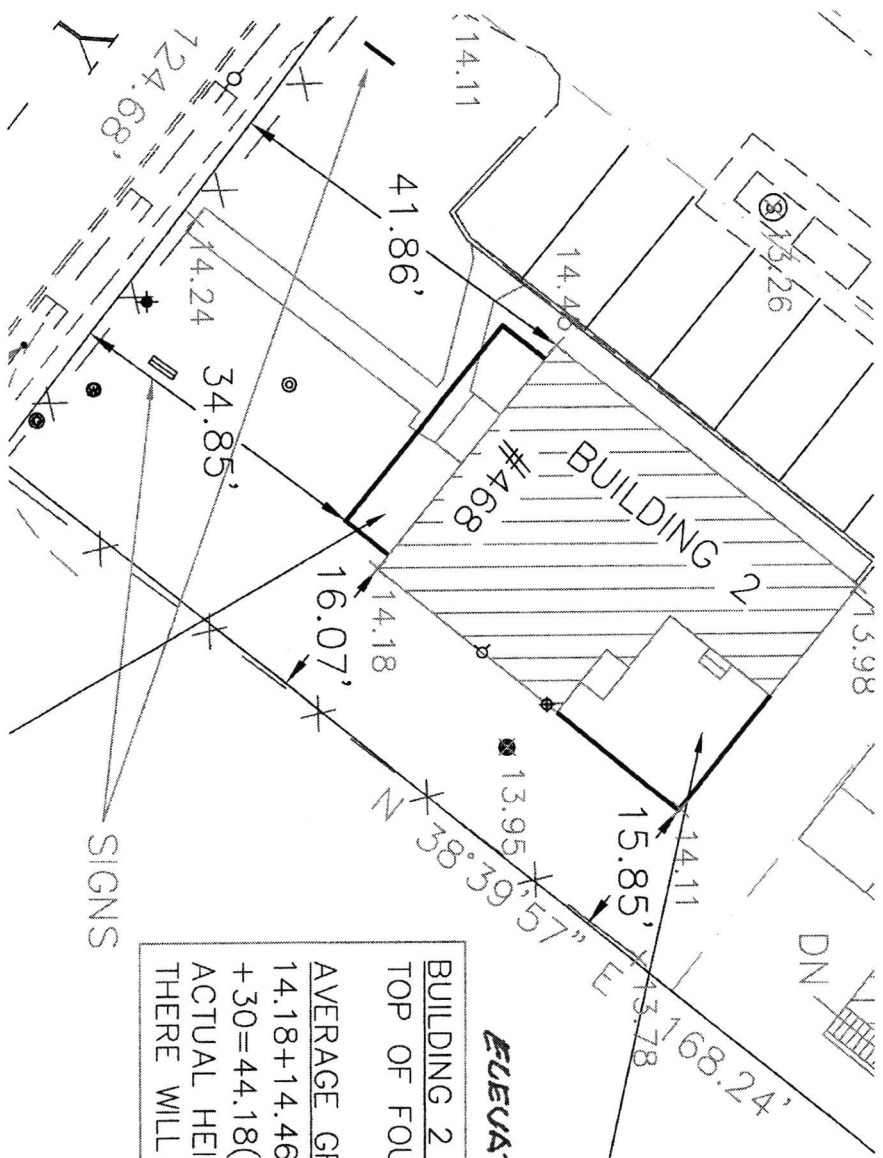 14.11
124.68'
41.86'
14.24
34.85'
13.26
14.46
BUILDING 2
#468
13.98
16.07'
14.18
13.95
15.85'
14.11
N 38°39'57" E
168.24'
13.78
DN
SIGNS
BUILDING 2
TOP OF FOU
AVERAGE GR
14.18+14.46
+30=44.18(
ACTUAL HEI
THERE WILL
ELEVA